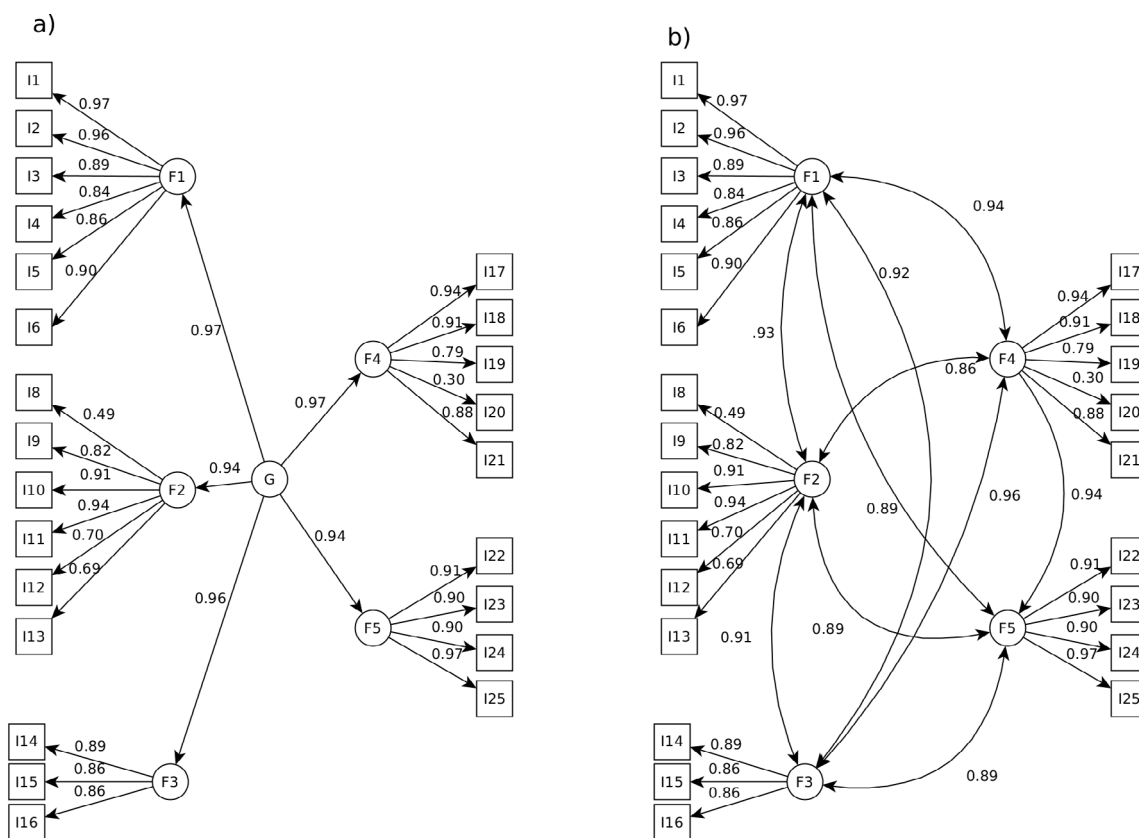 a)
I1
0.97
I2
0.96
I3
0.89
F1
I4
0.84
I5
0.86
I6
0.90
0.97
I17
0.94
I18
0.91
F4
I19
0.79
I20
0.30
I21
0.88
0.97
I8
0.49
I9
0.82
I10
0.91
F2
0.94
G
I11
0.94
I12
0.70
I13
0.69
0.94
I22
0.91
I23
0.90
F5
I24
0.90
I25
0.97
0.96
I14
0.89
I15
0.86
F3
I16
0.86
b)
I1
0.97
I2
0.96
I3
0.89
F1
I4
0.84
I5
0.86
I6
0.90
0.94
0.92
.93
I17
0.94
I18
0.91
F4
I19
0.79
I20
0.30
I21
0.88
0.86
I8
0.49
I9
0.82
I10
0.91
F2
I11
0.94
I12
0.70
I13
0.69
0.96
0.94
0.89
I22
0.91
I23
0.90
F5
I24
0.90
I25
0.97
0.91
0.89
I14
0.89
I15
0.86
F3
I16
0.86
0.89